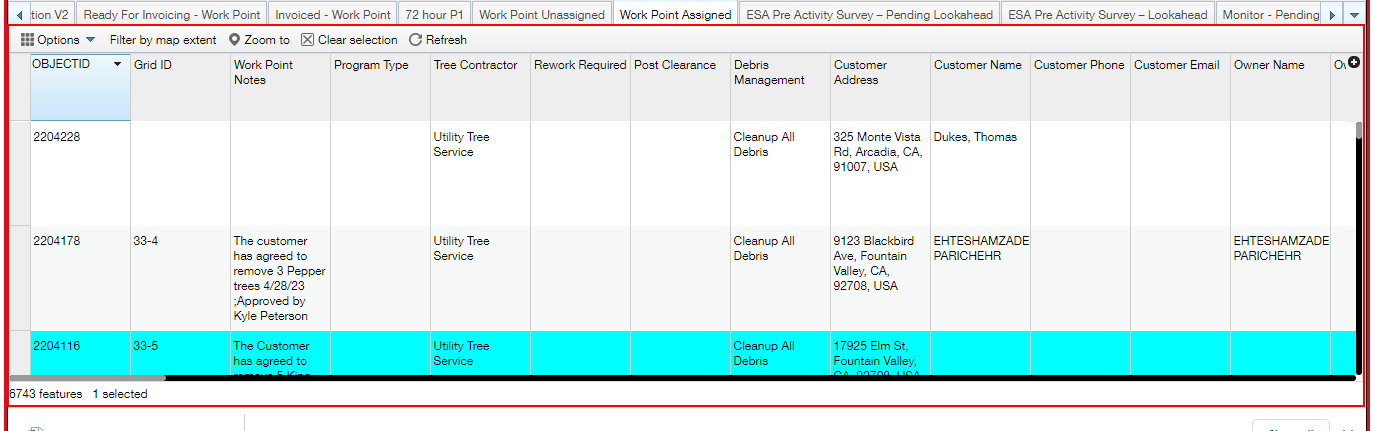 tion V2 Ready For Invoicing - Work Point Invoiced - Work Point 72 hour P1 Work Point Unassigned Work Point Assigned ESA Pre Activity Survey – Pending Lookahead ESA Pre Activity Survey – Lookahead Monitor - Pending
Options Filter by map extent Zoom to Clear selection Refresh
OBJECTID Grid ID Work Point Program Type Tree Contractor Rework Required Post Clearance Debris Customer Customer Name Customer Phone Customer Email Owner Name
Notes Management Address
2204228 Utility Tree Cleanup All 325 Monte Vista Dukes, Thomas
Service Debris Rd, Arcadia, CA,
91007, USA
2204178 33-4 The customer Utility Tree Cleanup All 9123 Blackbird EHTESHAMZADE EHTESHAMZADE
has agreed to Service Debris Ave, Fountain PARICHEHR PARICHEHR
remove 3 Pepper Valley, CA,
trees 4/28/23 92708, USA
;Approved by
Kyle Peterson
2204116 33-5 The Customer Utility Tree Cleanup All 17925 Elm St,
has agreed to Service Debris Fountain Valley,
remove 5 King CA, 92708, USA
6743 features 1 selected